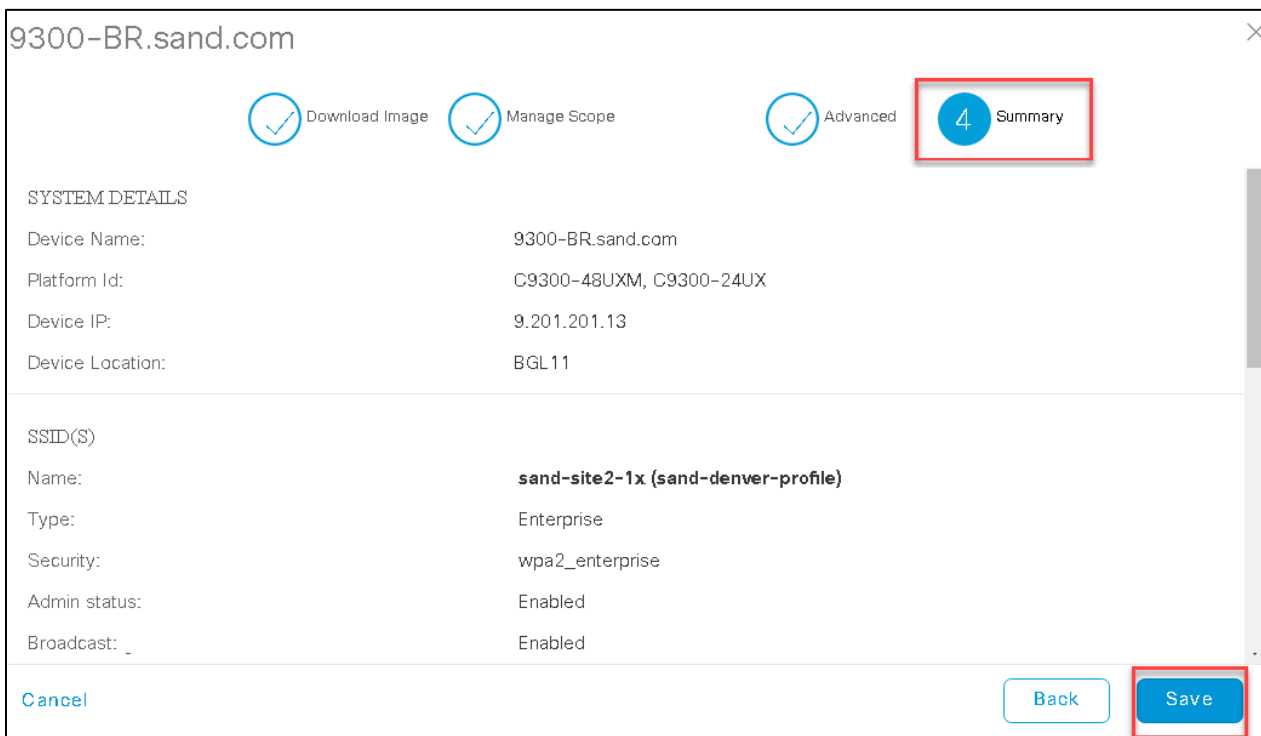 9300-BR.sand.com
Download Image Manage Scope Advanced 4 Summary
SYSTEM DETAILS
Device Name: 9300-BR.sand.com
Platform Id: C9300-48UXM, C9300-24UX
Device IP: 9.201.201.13
Device Location: BGL11
SSID(S)
Name: sand-site2-1x (sand-denver-profile)
Type: Enterprise
Security: wpa2_enterprise
Admin status: Enabled
Broadcast: Enabled
Cancel Back Save